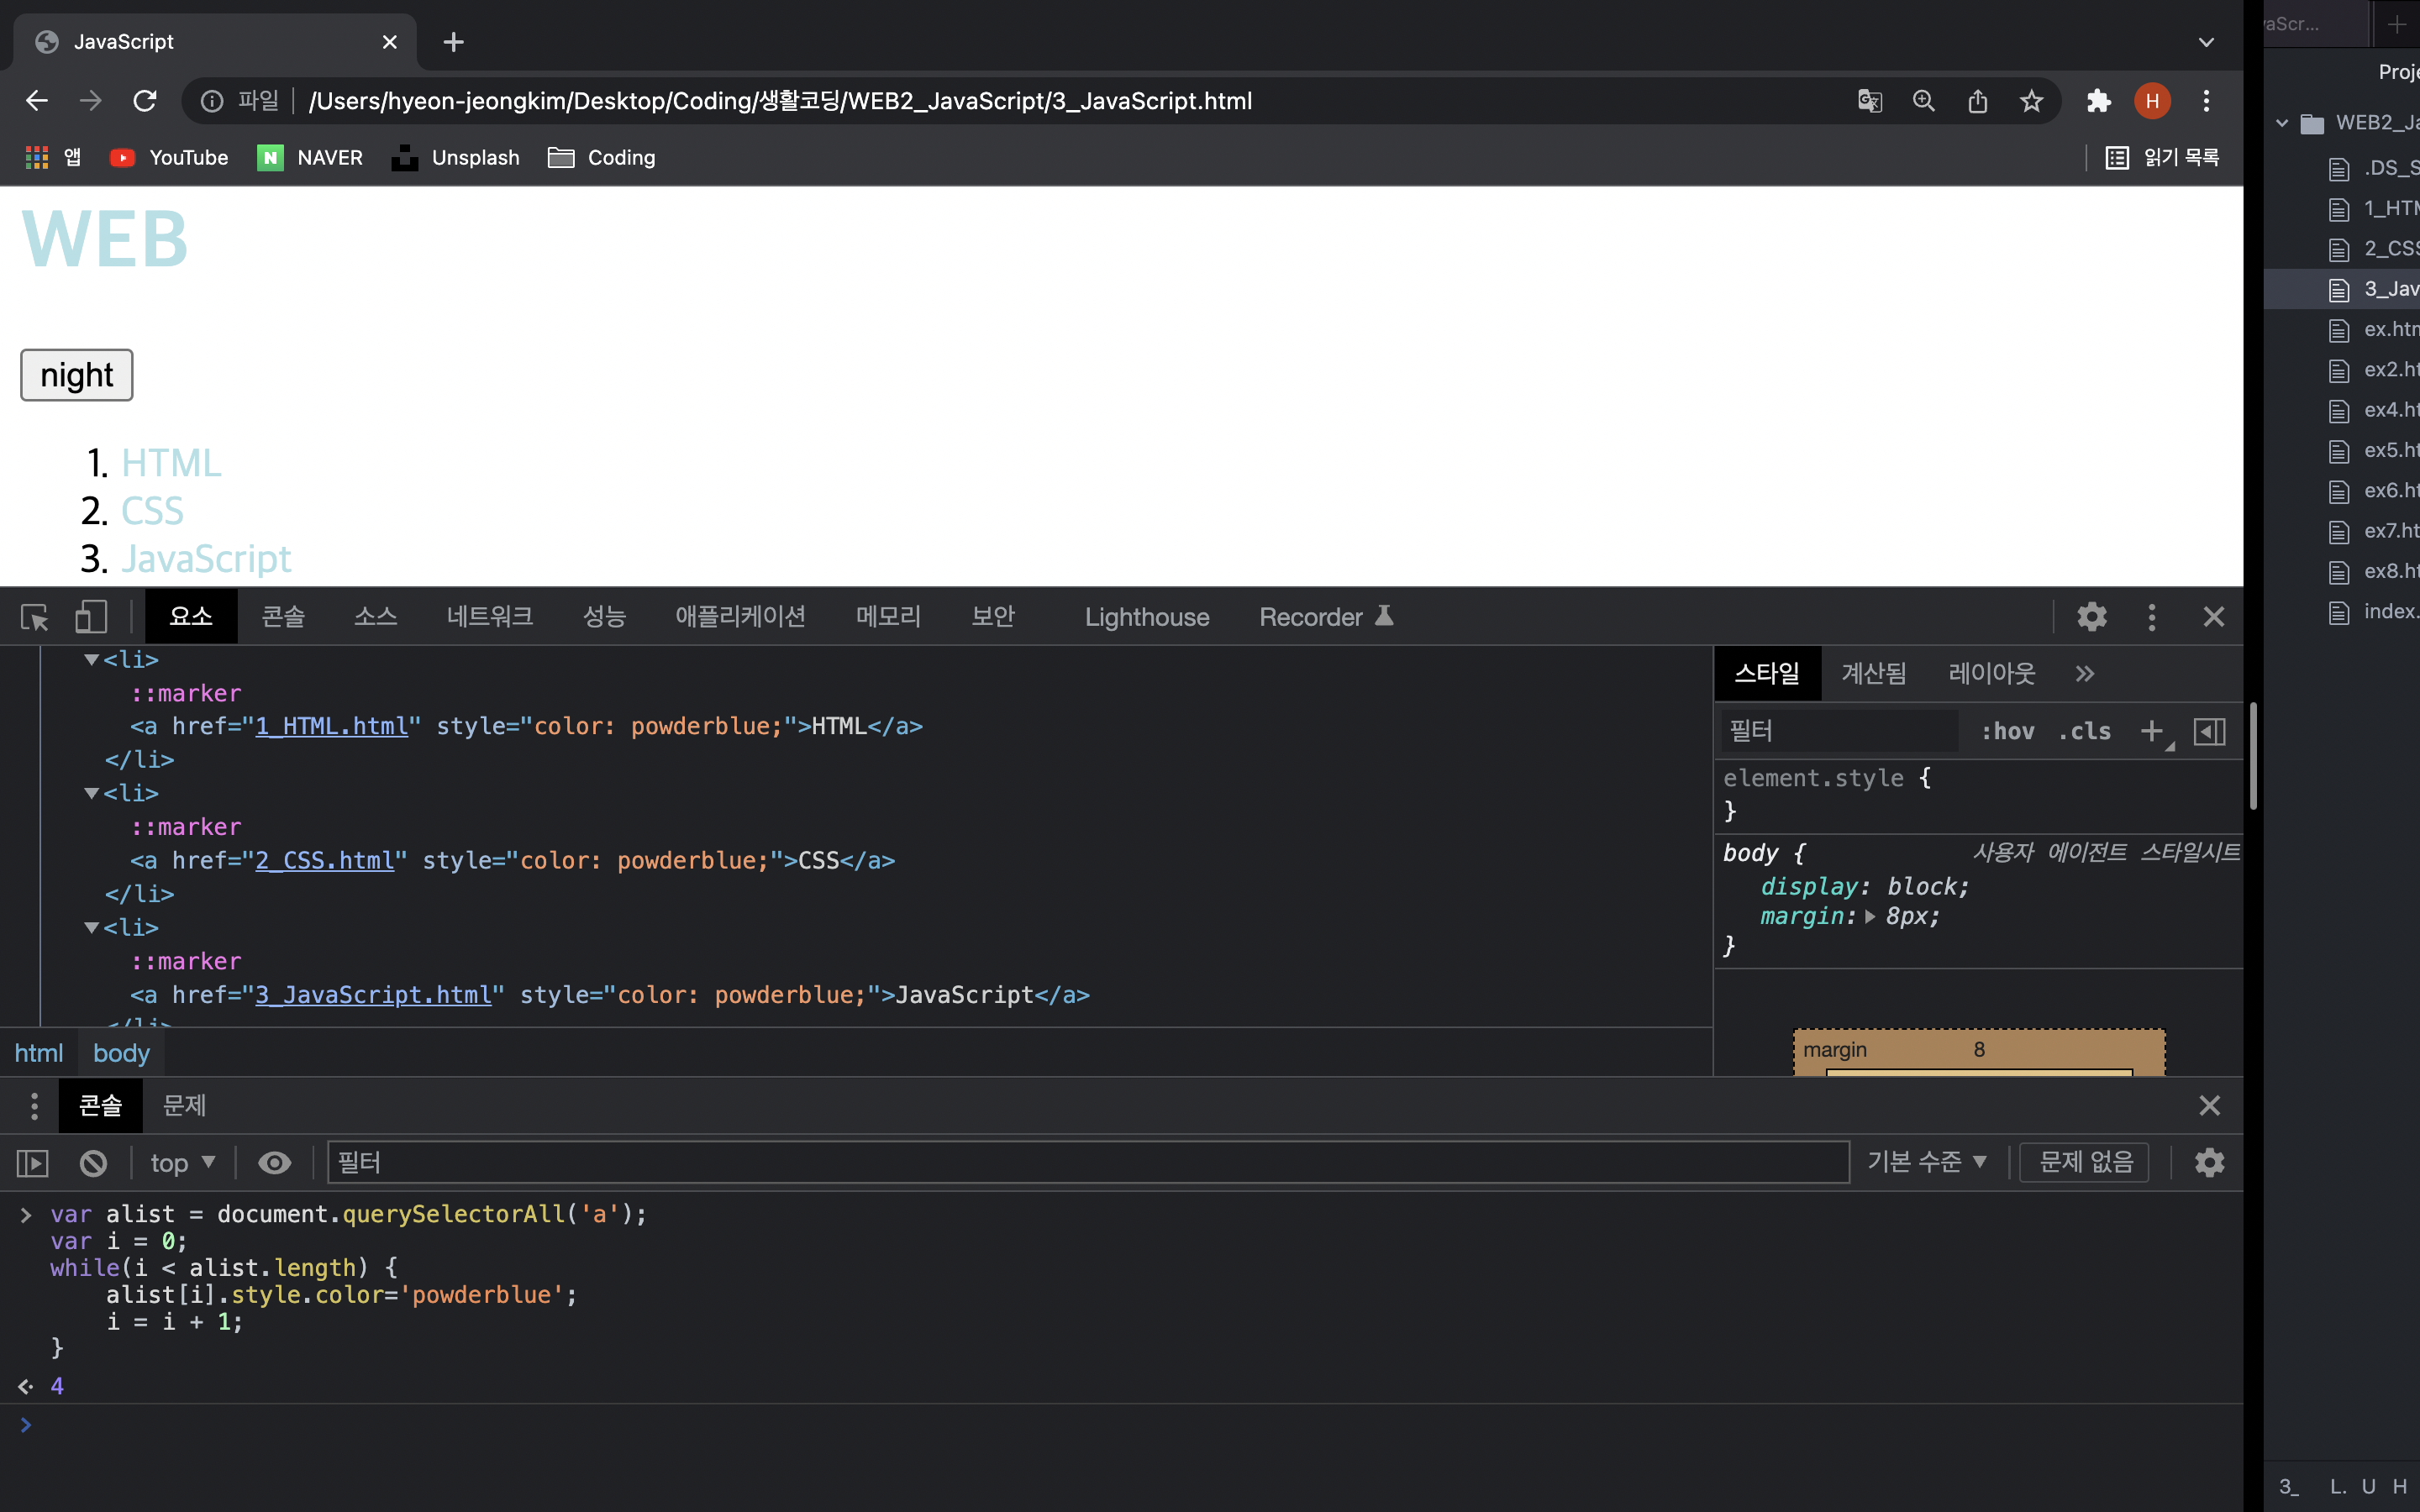 JavaScript
파일 /Users/hyeon-jeongkim/Desktop/Coding/생활코딩/WEB2_JavaScript/3_JavaScript.html H
앱 YouTube N NAVER Unsplash Coding 읽기 목록
WEB
night
1. HTML
2. CSS
3. JavaScript
요소 콘솔 소스 네트워크 성능 애플리케이션 메모리 보안 Lighthouse Recorder
<li>
::marker
<a href="1_HTML.html" style="color: powderblue;">HTML</a>
</li>
<li>
::marker
<a href="2_CSS.html" style="color: powderblue;">CSS</a>
</li>
<li>
::marker
<a href="3_JavaScript.html" style="color: powderblue;">JavaScript</a>
</li>
html body
스타일 계산됨 레이아웃 »
필터 :hov .cls +
element.style {
}
body { 사용자 에이전트 스타일시트
display: block;
margin: 8px;
}
margin 8
콘솔 문제
top 필터 기본 수준 문제 없음
> var alist = document.querySelectorAll('a');
var i = 0;
while(i < alist.length) {
alist[i].style.color='powderblue';
i = i + 1;
}
4
>
aScr...
Proje
WEB2_Ja
.DS_S
1_HTM
2_CSS
3_Jav
ex.htm
ex2.ht
ex4.ht
ex5.ht
ex6.ht
ex7.ht
ex8.ht
index.
3_ L. U H